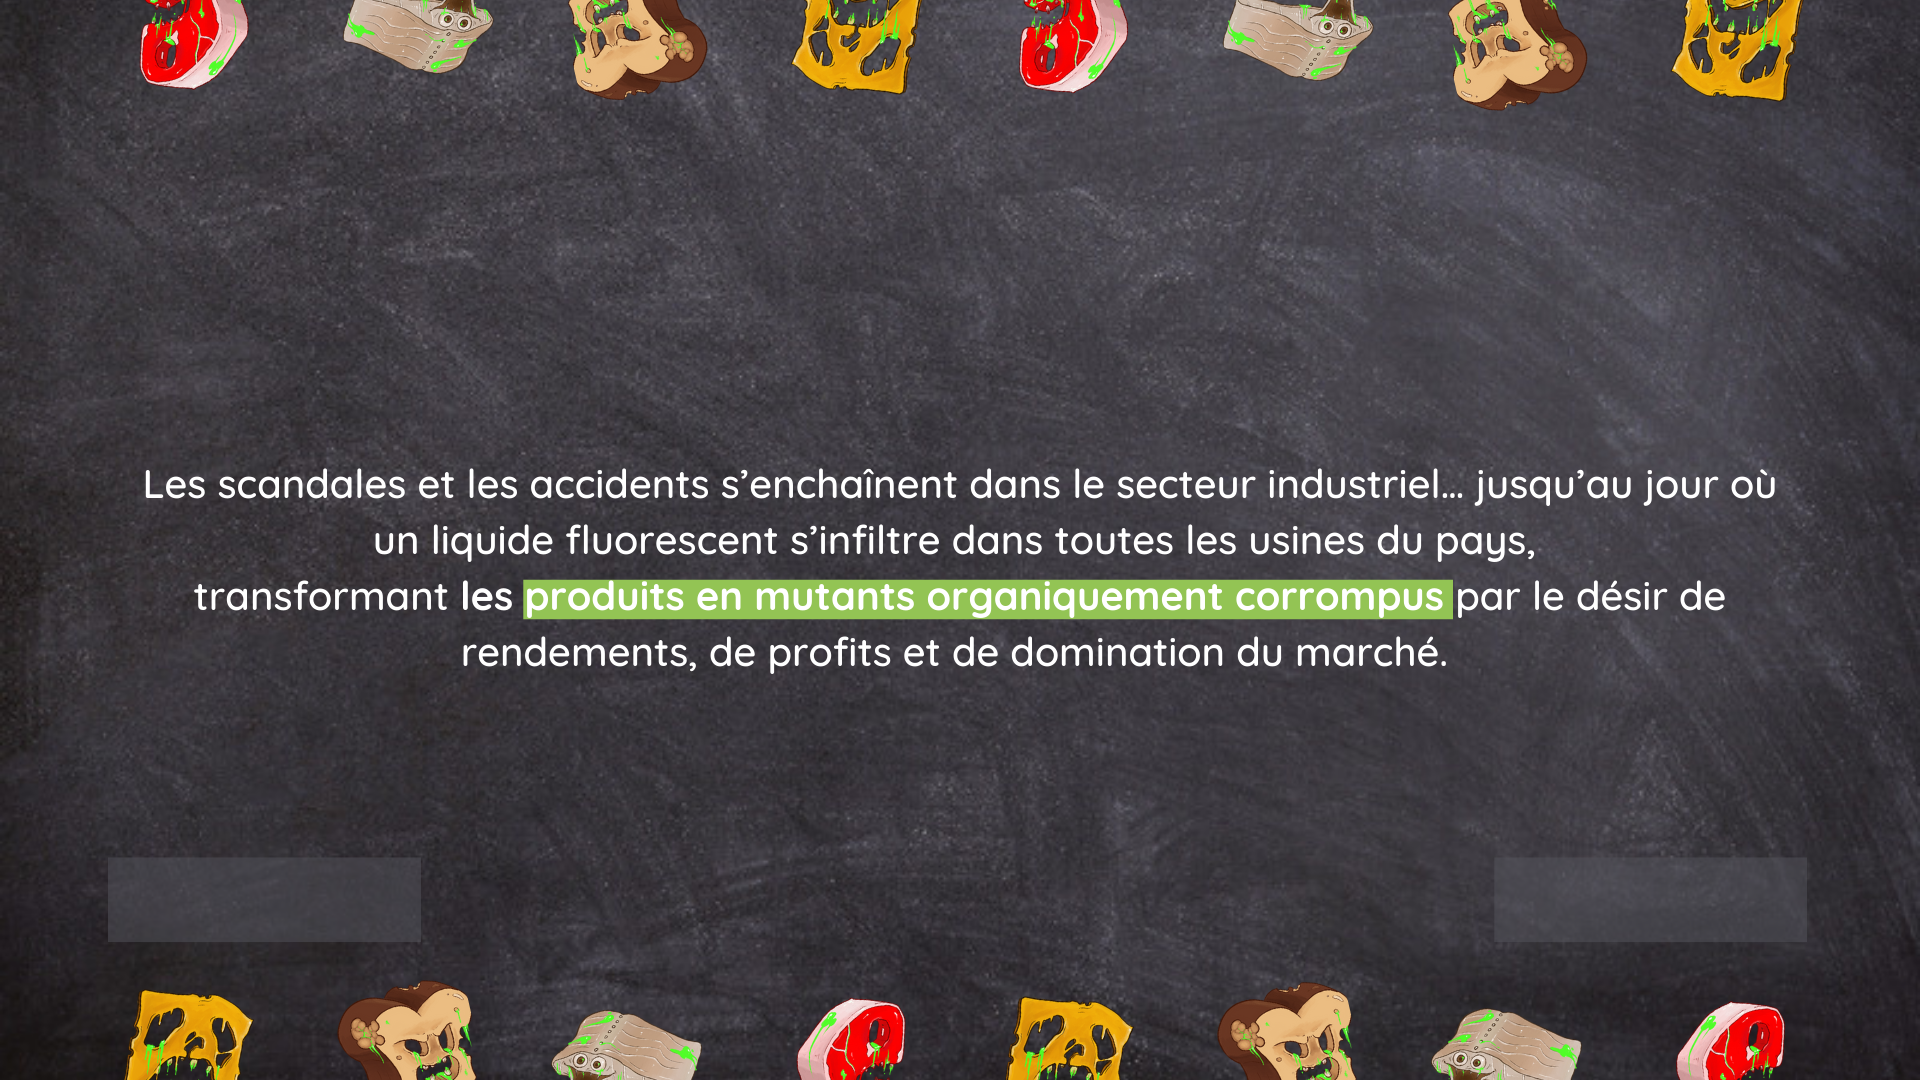 Les scandales et les accidents s’enchaînent dans le secteur industriel... jusqu’au jour où
un liquide fluorescent s’infiltre dans toutes les usines du pays,
transformant les produits en mutants organiquement corrompus par le désir de
rendements, de profits et de domination du marché.